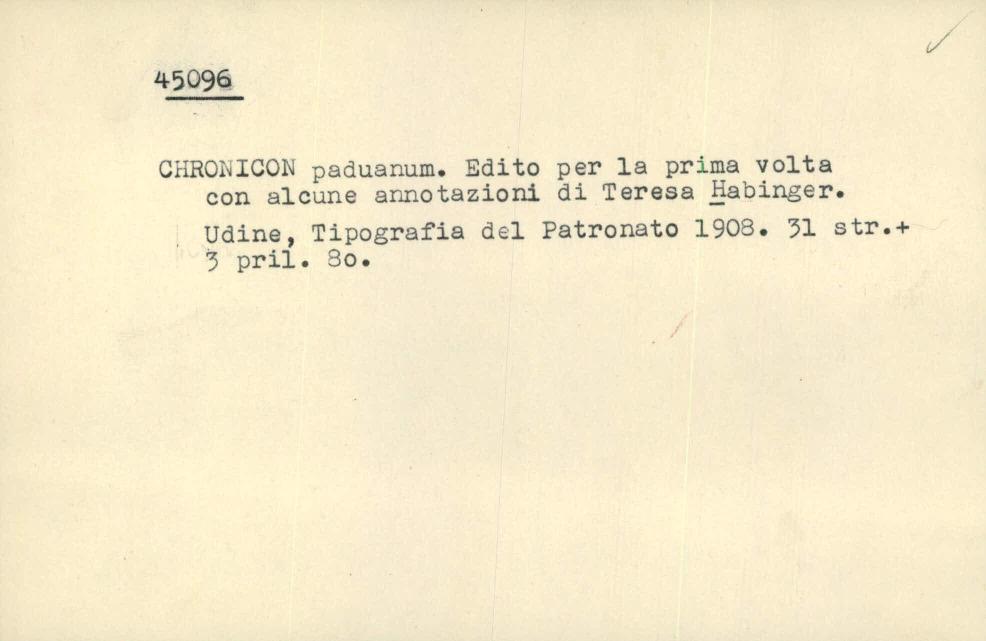 45096
CHRONICON paduanum. Edito per la prima volta
con alcune annotazioni di Teresa Habinger.
Udine, Tipografia del Patronato 1908. 31 str.+
3 pril. 8o.